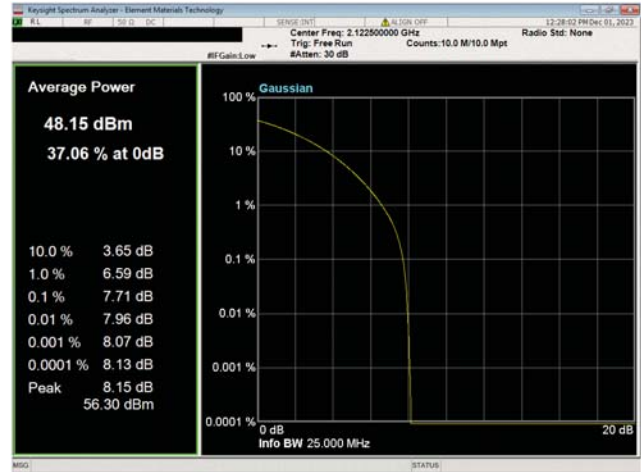 Keysight Spectrum Analyzer - Element Materials Technology
RL RF 50 Ω DC SENSE:INT ALIGN OFF 12:28:02 PM Dec 01, 2023
Center Freq: 2.122500000 GHz Radio Std: None
Trig: Free Run Counts:10.0 M/10.0 Mpt
#IFGain:Low #Atten: 30 dB
Average Power
48.15 dBm
37.06 % at 0dB
10.0 % 3.65 dB
1.0 % 6.59 dB
0.1 % 7.71 dB
0.01 % 7.96 dB
0.001 % 8.07 dB
0.0001 % 8.13 dB
Peak 8.15 dB
56.30 dBm
Gaussian
100 %
10 %
1 %
0.1 %
0.01 %
0.001 %
0.0001 %
0 dB 20 dB
Info BW 25.000 MHz
MSG STATUS